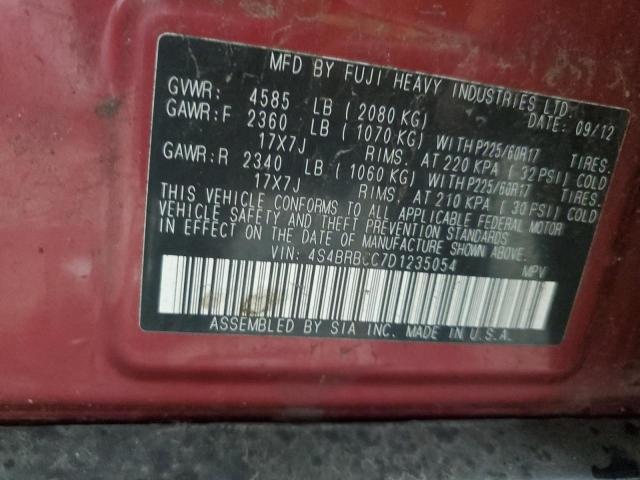 MFD BY FUJI HEAVY INDUSTRIES LTD.
GVWR: 4585 LB ( 2080 KG) DATE: 09/12
GAWR:F 2360 LB ( 1070 KG) WITH P225/60R17 TIRES.
17X7J RIMS, AT 220 KPA ( 32 PSI) COLD
GAWR:R 2340 LB ( 1060 KG) WITH P225/60R17 TIRES.
17X7J RIMS, AT 210 KPA ( 30 PSI) COLD
THIS VEHICLE CONFORMS TO ALL APPLICABLE FEDERAL MOTOR
VEHICLE SAFETY AND THEFT PREVENTION STANDARDS
IN EFFECT ON THE DATE OF MANUFACTURE SHOWN ABOVE.
VIN: 4S4BRBCC7D1235054 MPV
ASSEMBLED BY SIA INC. MADE IN U.S.A.